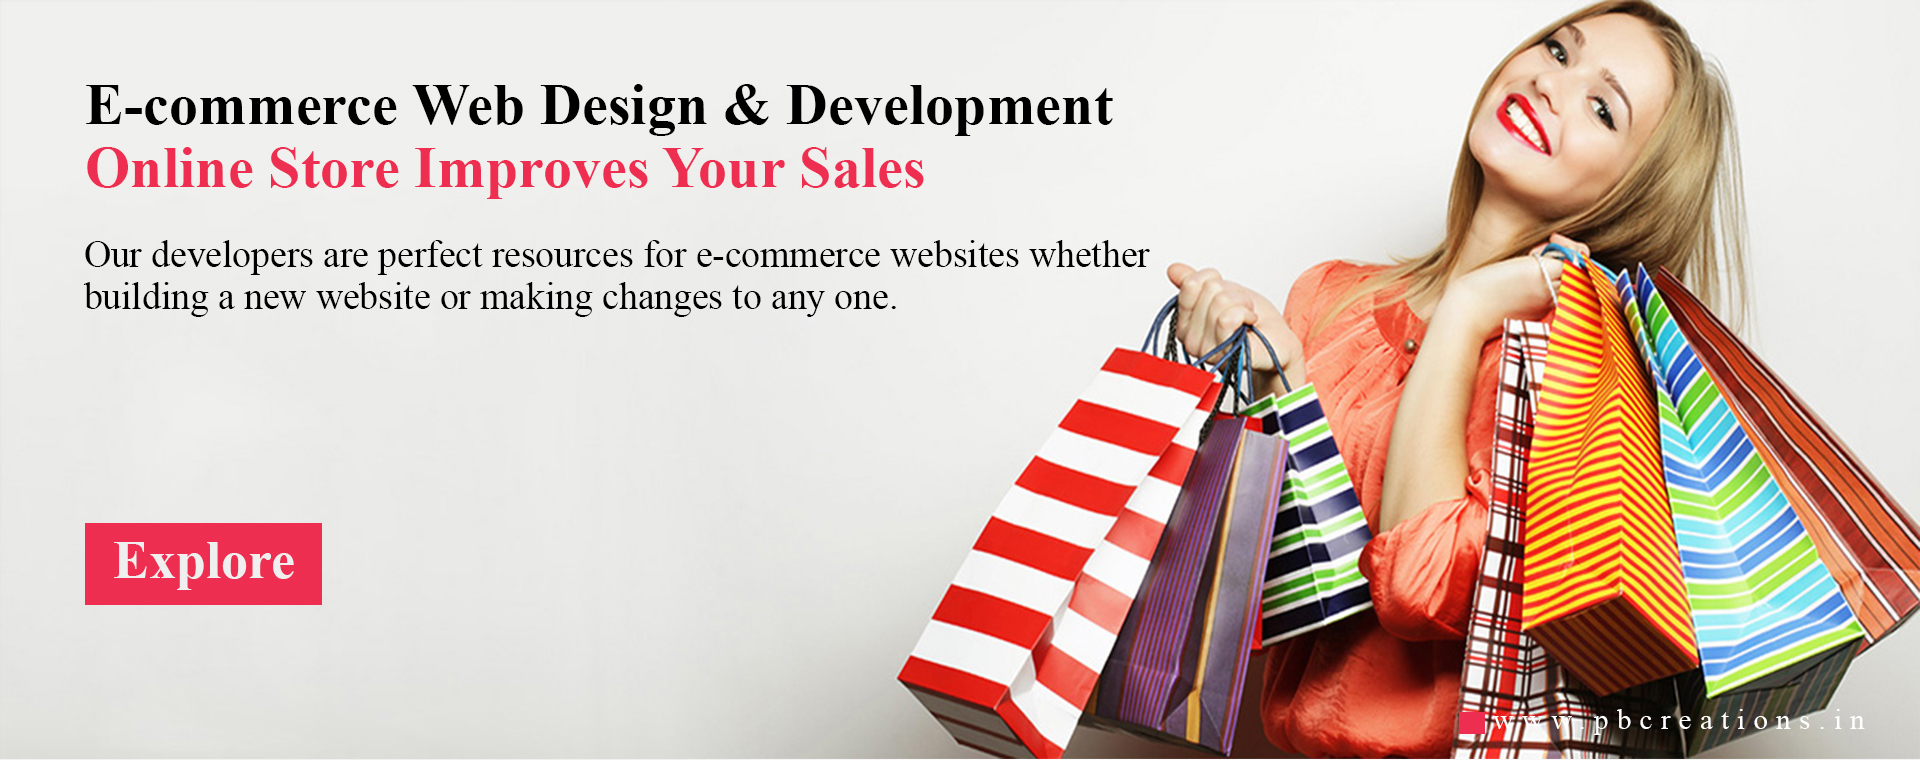 E-commerce Web Design & Development
Online Store Improves Your Sales
Our developers are perfect resources for e-commerce websites whether
building a new website or making changes to any one.
Explore
www.pbcreations.in